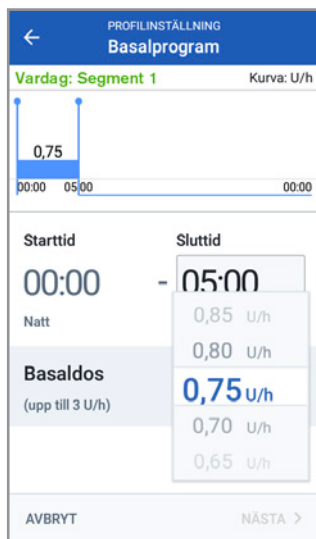 PROFILINSTÄLLNING
Basalprogram
Vardag: Segment 1 Kurva: U/h
0,75
00:00 05:00 00:00
Starttid Sluttid
00:00 - 05:00
Natt
0,85 U/h
0,80 U/h
Basaldos
0,75 U/h
(upp till 3 U/h)
0,70 U/h
0,65 U/h
AVBRYT NÄSTA >